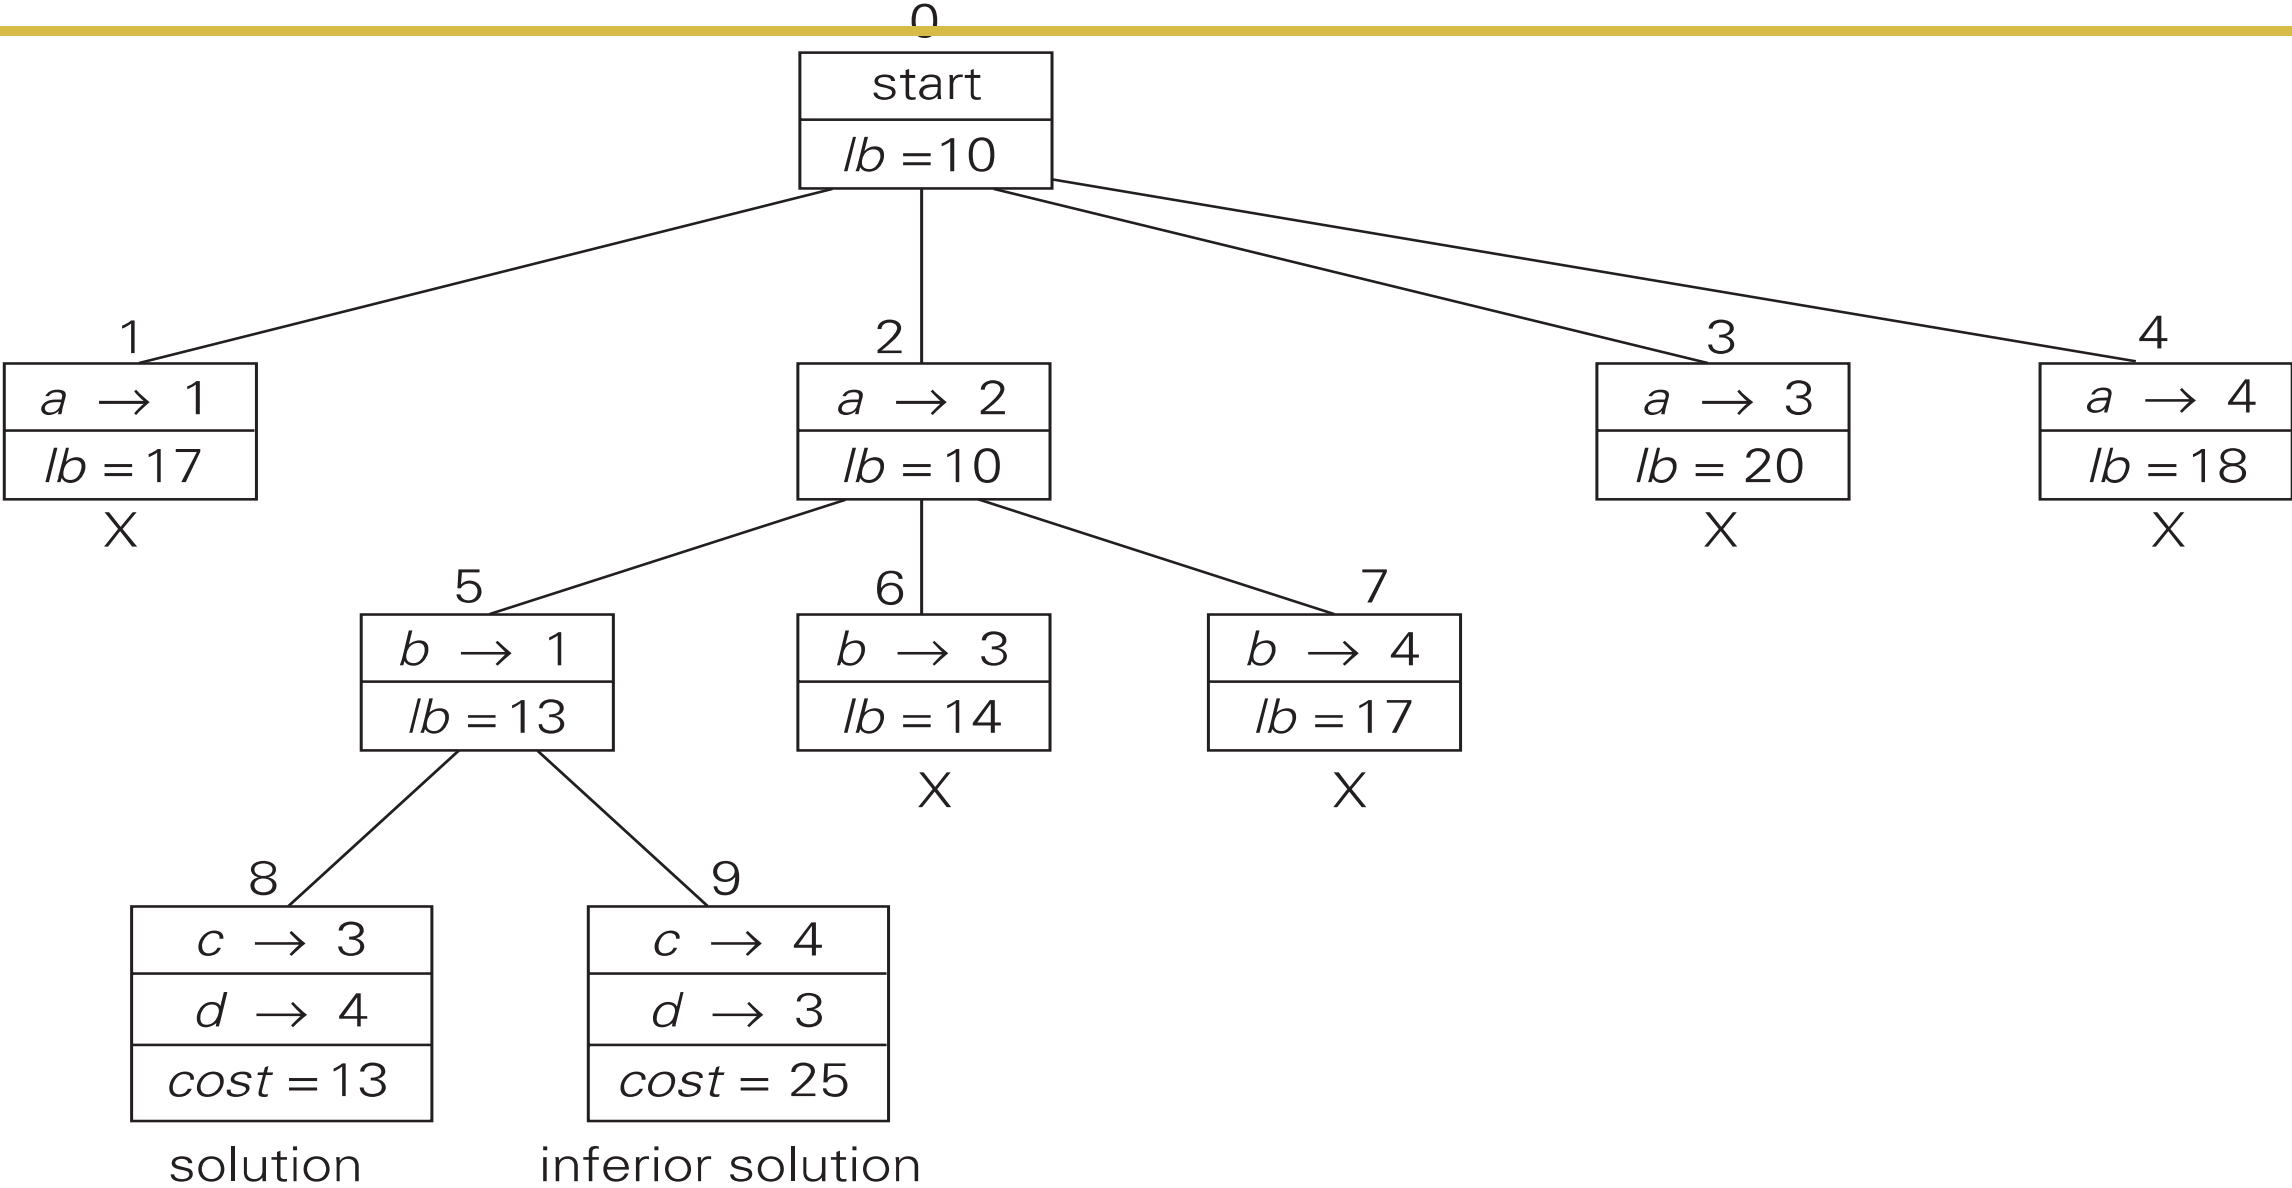 0
start
lb = 10
1
a → 1
lb = 17
X
2
a → 2
lb = 10
3
a → 3
lb = 20
X
4
a → 4
lb = 18
X
5
b → 1
lb = 13
6
b → 3
lb = 14
X
7
b → 4
lb = 17
X
8
c → 3
d → 4
cost = 13
solution
9
c → 4
d → 3
cost = 25
inferior solution